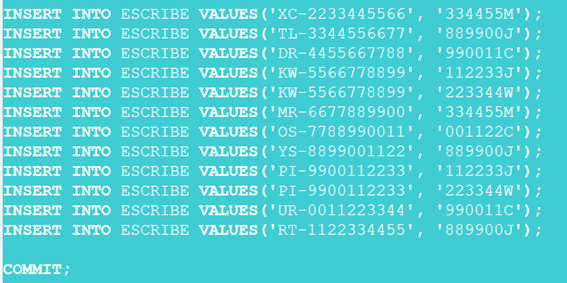 INSERT INTO ESCRIBE VALUES('XC-2233445566', '334455M');
INSERT INTO ESCRIBE VALUES('TL-3344556677', '889900J');
INSERT INTO ESCRIBE VALUES('DR-4455667788', '990011C');
INSERT INTO ESCRIBE VALUES('KW-5566778899', '112233J');
INSERT INTO ESCRIBE VALUES('KW-5566778899', '223344W');
INSERT INTO ESCRIBE VALUES('MR-6677889900', '334455M');
INSERT INTO ESCRIBE VALUES('OS-7788990011', '001122C');
INSERT INTO ESCRIBE VALUES('YS-8899001122', '889900J');
INSERT INTO ESCRIBE VALUES('PI-9900112233', '112233J');
INSERT INTO ESCRIBE VALUES('PI-9900112233', '223344W');
INSERT INTO ESCRIBE VALUES('UR-0011223344', '990011C');
INSERT INTO ESCRIBE VALUES('RT-1122334455', '889900J');
COMMIT;